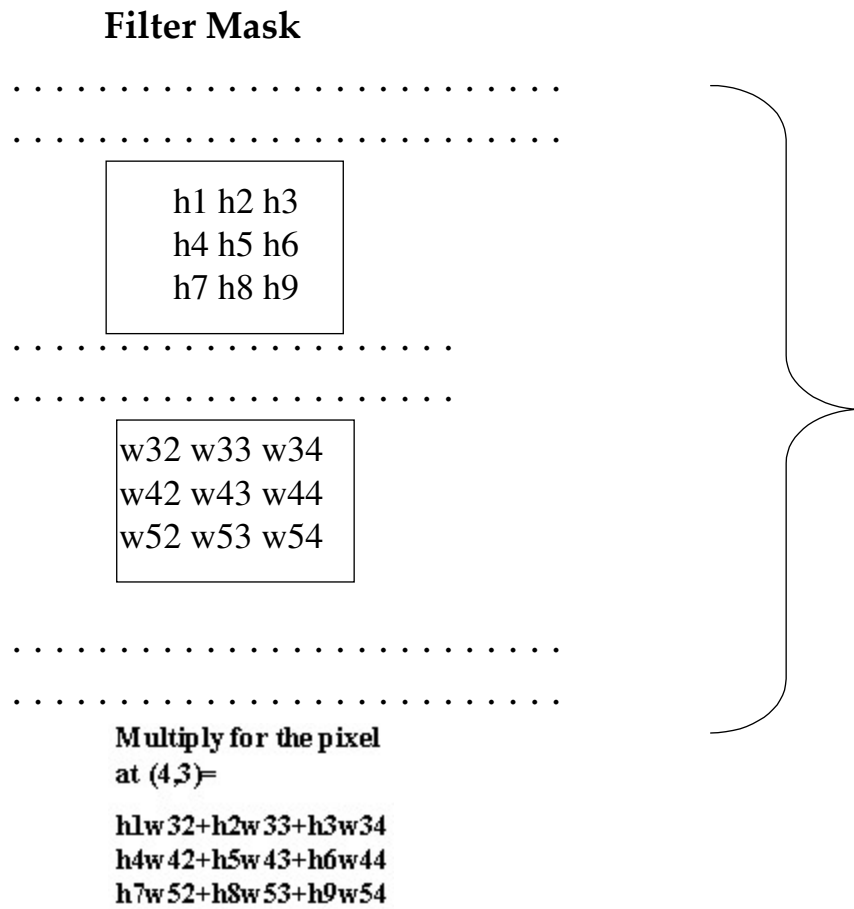 Filter Mask
. . . . . . . . . . . . . . . . . . . . . . . . . .
. . . . . . . . . . . . . . . . . . . . . . . . . .
h1 h2 h3
h4 h5 h6
h7 h8 h9
. . . . . . . . . . . . . . . . . . . . .
. . . . . . . . . . . . . . . . . . . . .
w32 w33 w34
w42 w43 w44
w52 w53 w54
. . . . . . . . . . . . . . . . . . . . . . . . . .
. . . . . . . . . . . . . . . . . . . . . . . . . .
Multiply for the pixel
at (4,3)=
h1w32+h2w33+h3w34
h4w42+h5w43+h6w44
h7w52+h8w53+h9w54